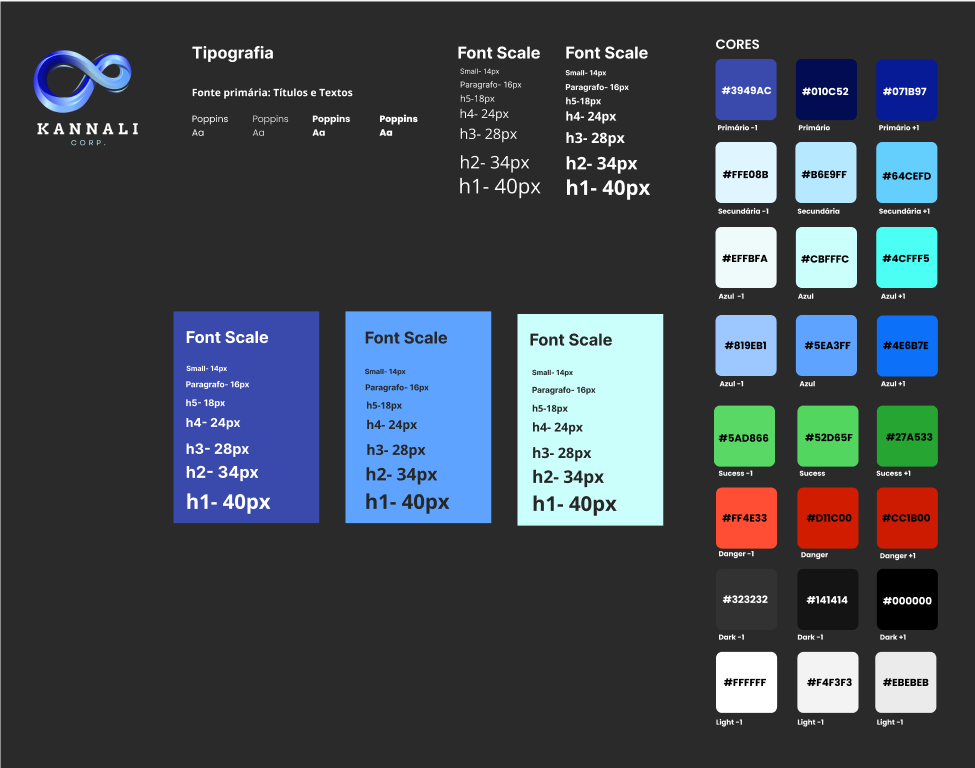 KANNALI
CORP.
Tipografia
Fonte primária: Títulos e Textos
Poppins
Aa
Poppins
Aa
Poppins
Aa
Poppins
Aa
Font Scale
Small- 14px
Paragrafo- 16px
h5-18px
h4- 24px
h3- 28px
h2- 34px
h1- 40px
Font Scale
Small- 14px
Paragrafo- 16px
h5-18px
h4- 24px
h3- 28px
h2- 34px
h1- 40px
Font Scale
Small- 14px
Paragrafo- 16px
h5- 18px
h4- 24px
h3- 28px
h2- 34px
h1- 40px
Font Scale
Small- 14px
Paragrafo- 16px
h5-18px
h4- 24px
h3- 28px
h2- 34px
h1- 40px
Font Scale
Small- 14px
Paragrafo- 16px
h5-18px
h4- 24px
h3- 28px
h2- 34px
h1- 40px
CORES
#3949AC #010C52 #071B97
Primário -1 Primário Primário +1
#FFE08B #B6E9FF #64CEFD
Secundária -1 Secundária Secundária +1
#EFFBFA #CBFFFC #4CFFF5
Azul -1 Azul Azul +1
#819EB1 #5EA3FF #4E6B7E
Azul -1 Azul Azul +1
#5AD866 #52D65F #27A533
Sucess -1 Sucess Sucess +1
#FF4E33 #D11C00 #CC1B00
Danger -1 Danger Danger +1
#323232 #141414 #000000
Dark -1 Dark -1 Dark +1
#FFFFFF #F4F3F3 #EBEBEB
Light -1 Light -1 Light -1